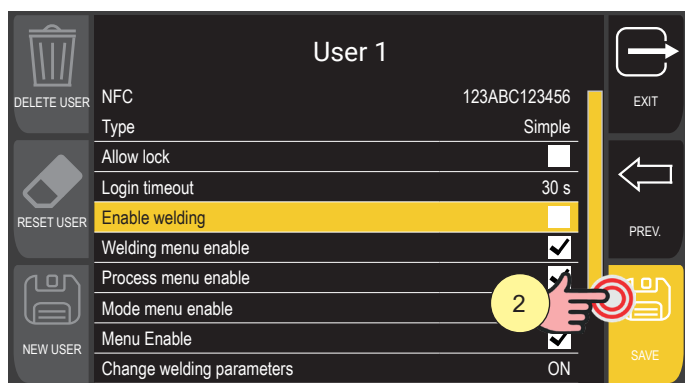 User 1
DELETE USER
RESET USER
NEW USER
NFC 123ABC123456
Type Simple
Allow lock
Login timeout 30 s
Enable welding
Welding menu enable
Process menu enable
Mode menu enable
Menu Enable
Change welding parameters ON
2
EXIT
PREV.
SAVE